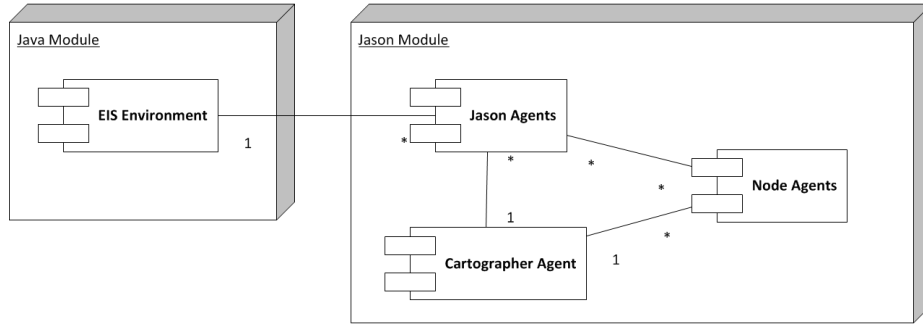 Java Module
EIS Environment
1
Jason Module
Jason Agents
*
*
*
Node Agents
*
1
Cartographer Agent
1
*